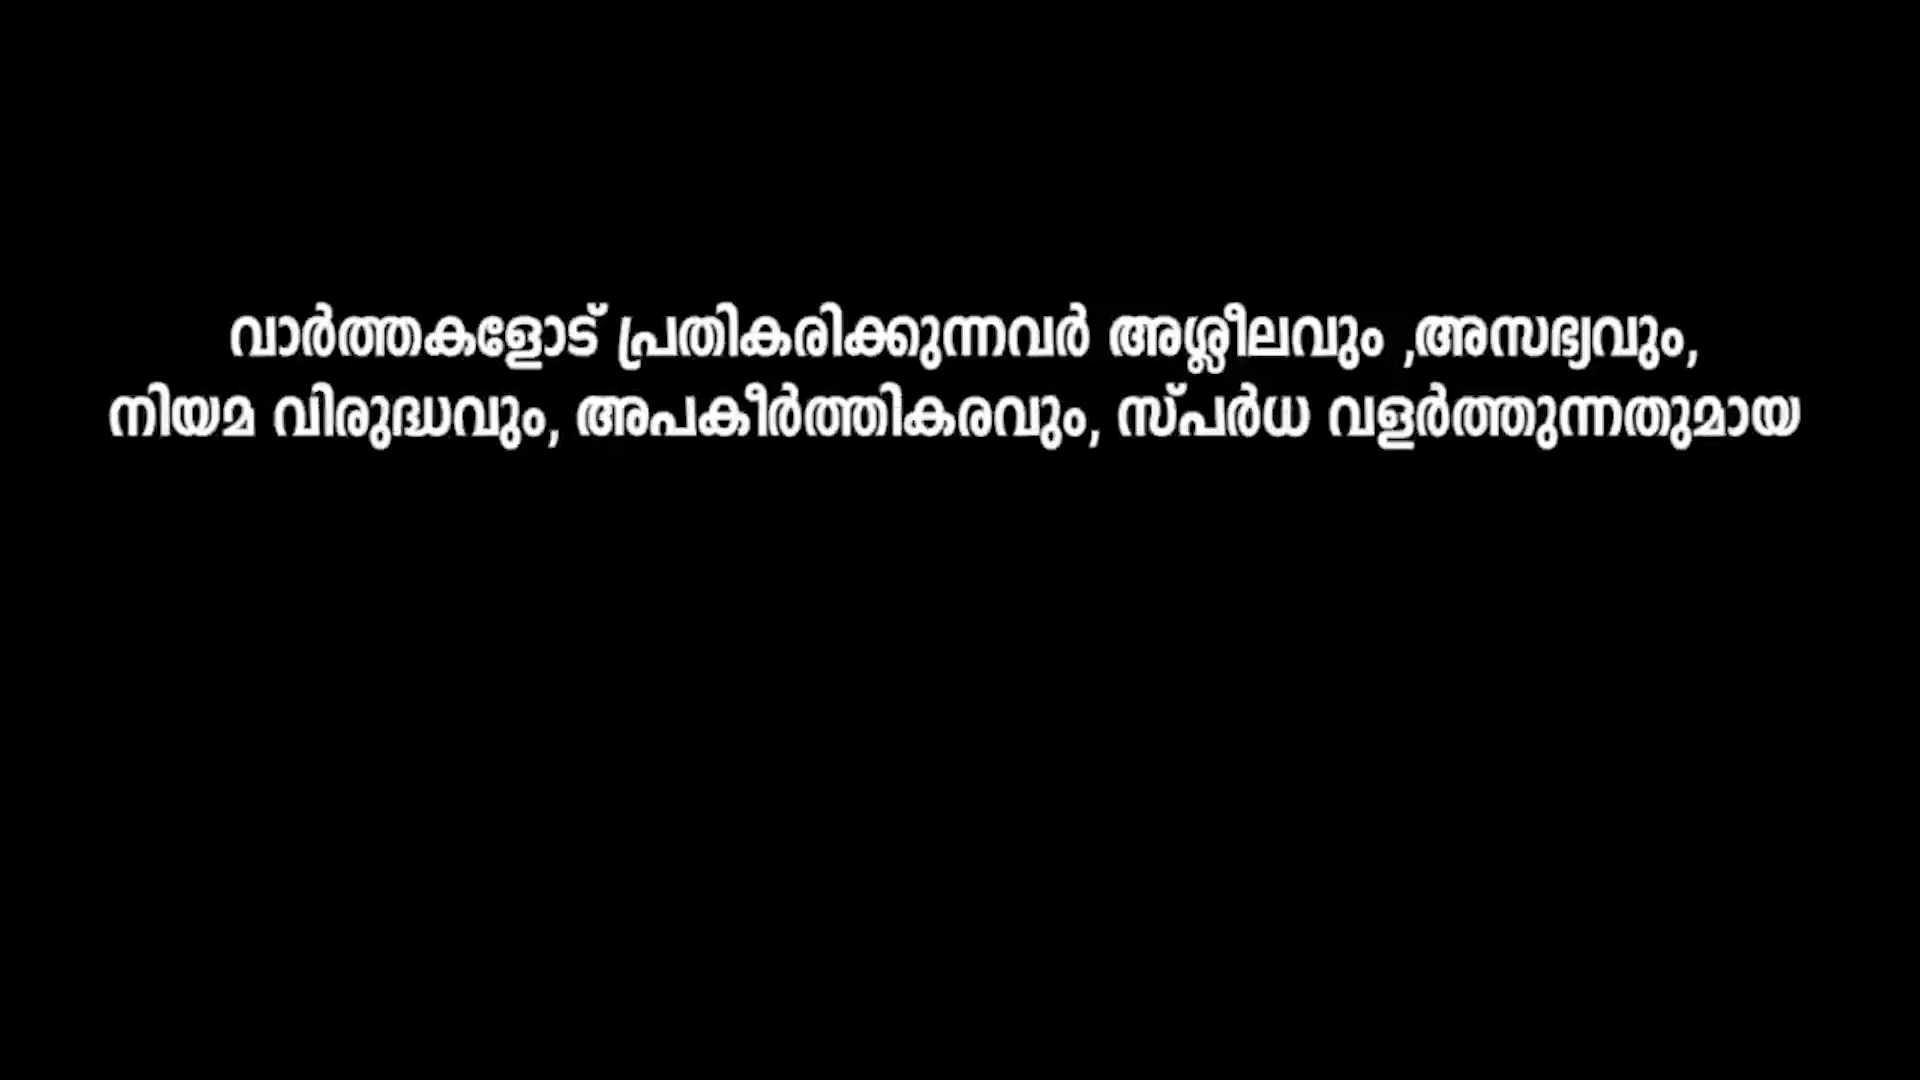 വാർത്തകളോട് പ്രതികരിക്കുന്നവർ അശ്ലീലവും ,അസഭ്യവും,
നിയമ വിരുദ്ധവും, അപകീർത്തികരവും, സ്പർധ വളർത്തുന്നതുമായ